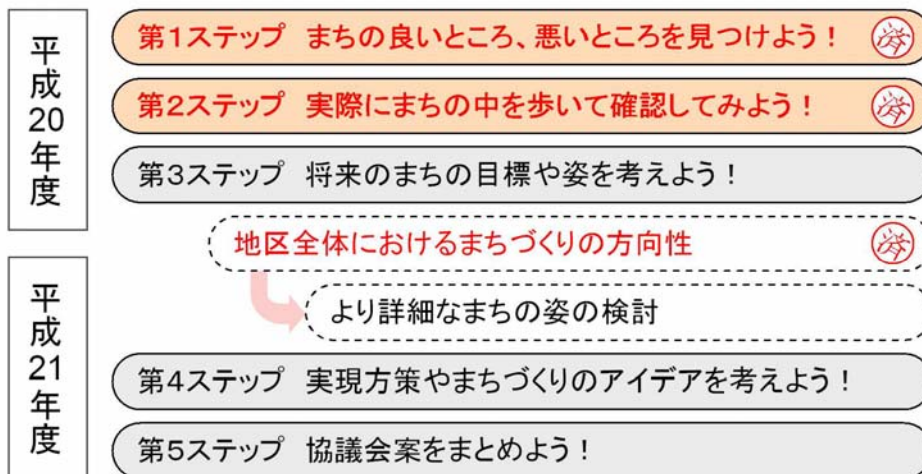 平成20年度
第1ステップ まちの良いところ、悪いところを見つけよう！ 済
第2ステップ 実際にまちの中を歩いて確認してみよう！ 済
第3ステップ 将来のまちの目標や姿を考えよう！
地区全体におけるまちづくりの方向性 済
より詳細なまちの姿の検討
平成21年度
第4ステップ 実現方策やまちづくりのアイデアを考えよう！
第5ステップ 協議会案をまとめよう！